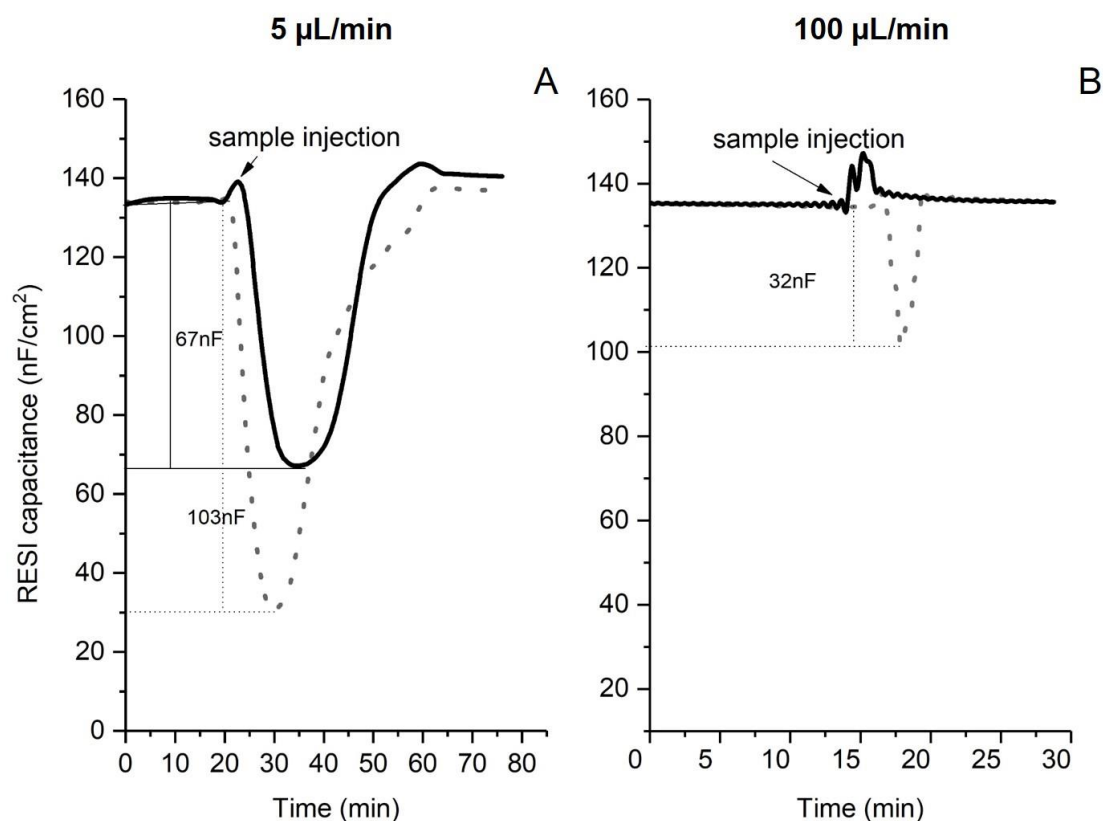 5 µL/min
100 µL/min
A
B
160
140
120
100
80
60
40
20
0
RESI capacitance (nF/cm²)
sample injection
67nF
103nF
0 10 20 30 40 50 60 70 80
Time (min)
160
140
120
100
80
60
40
20
sample injection
32nF
0 5 10 15 20 25 30
Time (min)